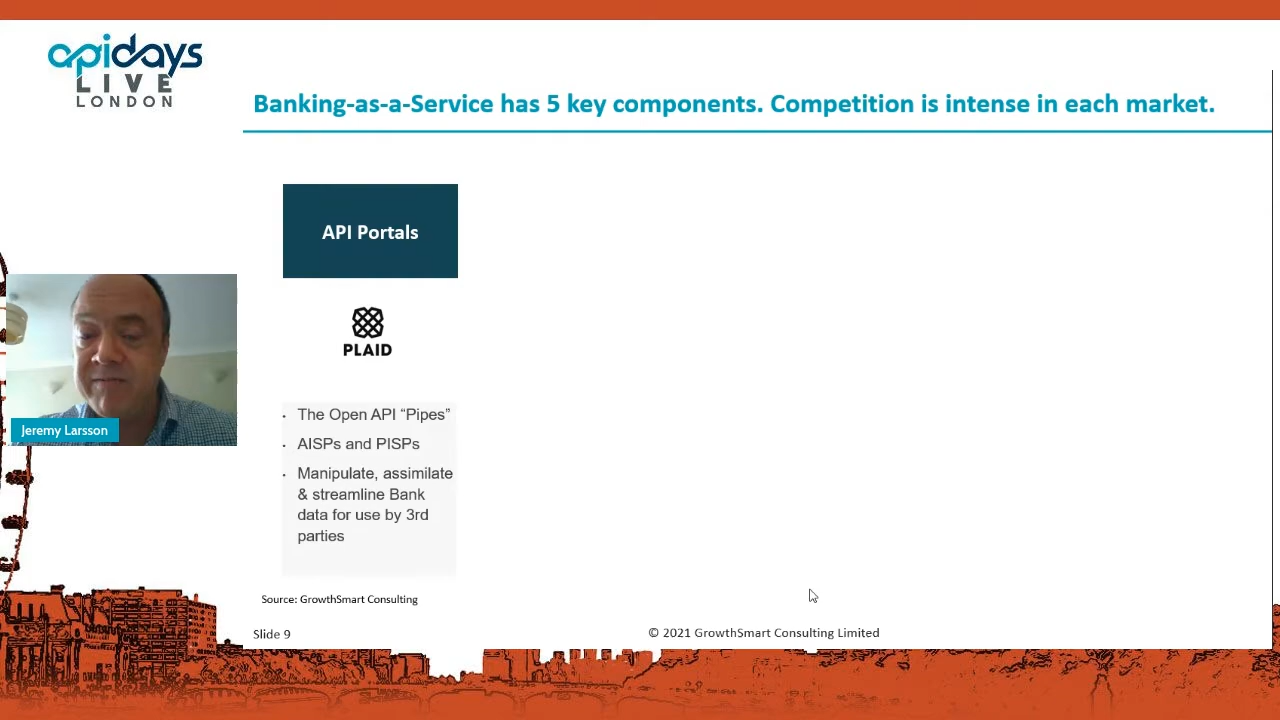 apidays
LIVE
LONDON
Banking-as-a-Service has 5 key components. Competition is intense in each market.
API Portals
PLAID
Jeremy Larsson
· The Open API “Pipes”
· AISPs and PISPs
· Manipulate, assimilate
& streamline Bank
data for use by 3rd
parties
Source: GrowthSmart Consulting
Slide 9
© 2021 GrowthSmart Consulting Limited